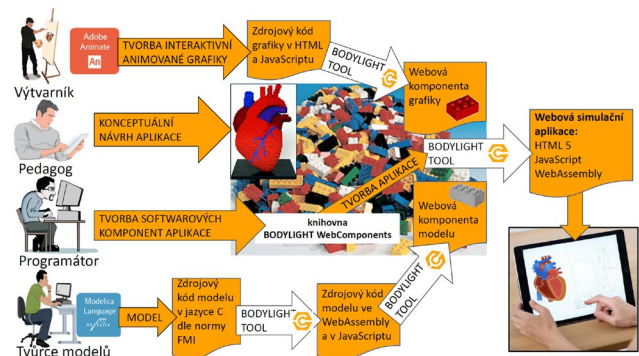 Adobe
Animate
An
Výtvarník
TVORBA INTERAKTIVNÍ
ANIMOVANÉ GRAFIKY
Zdrojový kód
grafiky v HTML
a JavaScriptu
BODYLIGHT
TOOL
Webová
komponenta
grafiky
Pedagog
KONCEPTUÁLNÍ
NÁVRH APLIKACE
BODYLIGHT
TOOL
Webová simulační
aplikace:
HTML 5
JavaScript
WebAssembly
TVORBA APLIKACE
Programátor
TVORBA SOFTWAROVÝCH
KOMPONENT APLIKACE
knihovna
BODYLIGHT WebComponents
Webová
komponenta
modelu
Tvůrce modelů
Modelica
Language
MODEL
Zdrojový
kód modelu
v jazyce C
dle normy
FMI
BODYLIGHT
TOOL
Zdrojový kód
modelu ve
WebAssembly
a v JavaScriptu
BODYLIGHT
TOOL